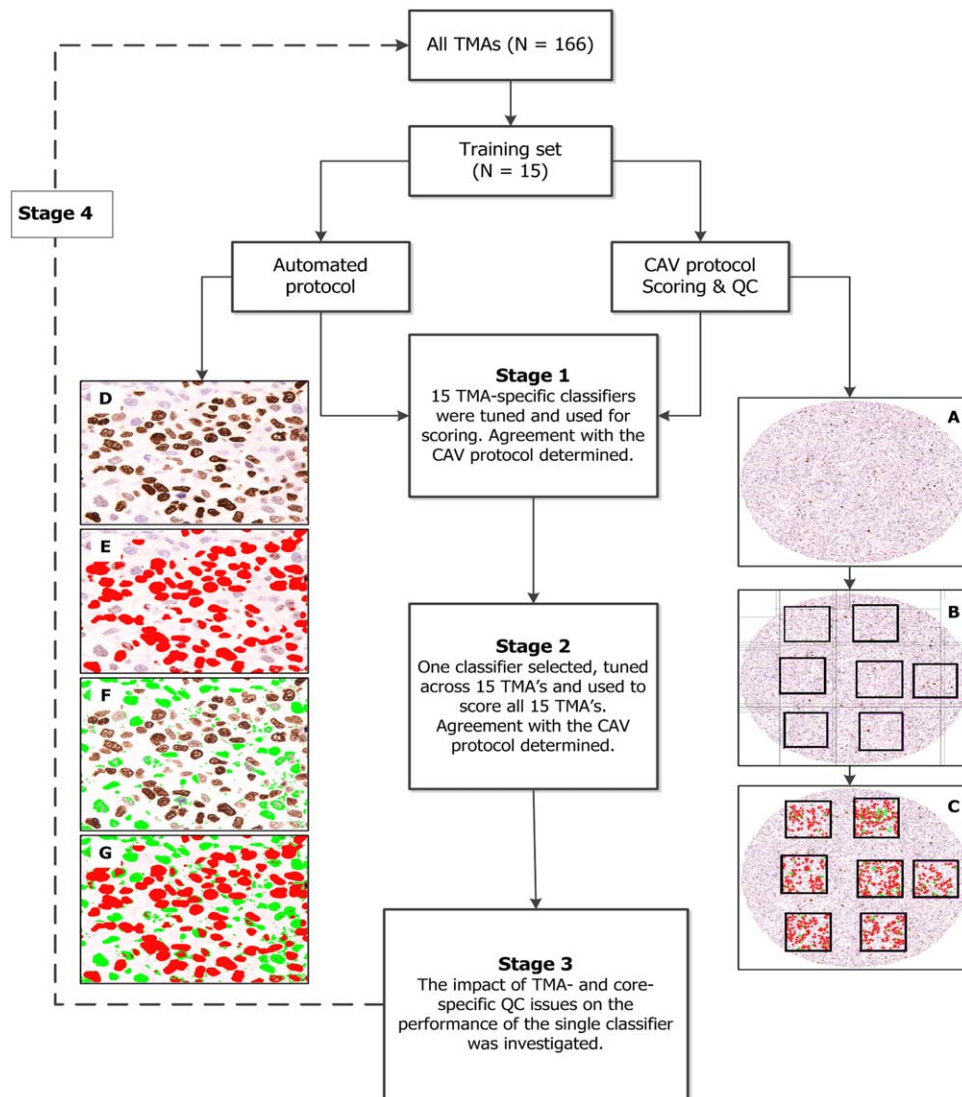 All TMAs (N = 166)
Training set
(N = 15)
Stage 4
Automated
protocol
CAV protocol
Scoring & QC
Stage 1
15 TMA-specific classifiers
were tuned and used for
scoring. Agreement with the
CAV protocol determined.
D
E
F
G
A
B
C
Stage 2
One classifier selected, tuned
across 15 TMA's and used to
score all 15 TMA's.
Agreement with the CAV
protocol determined.
Stage 3
The impact of TMA- and core-
specific QC issues on the
performance of the single classifier
was investigated.